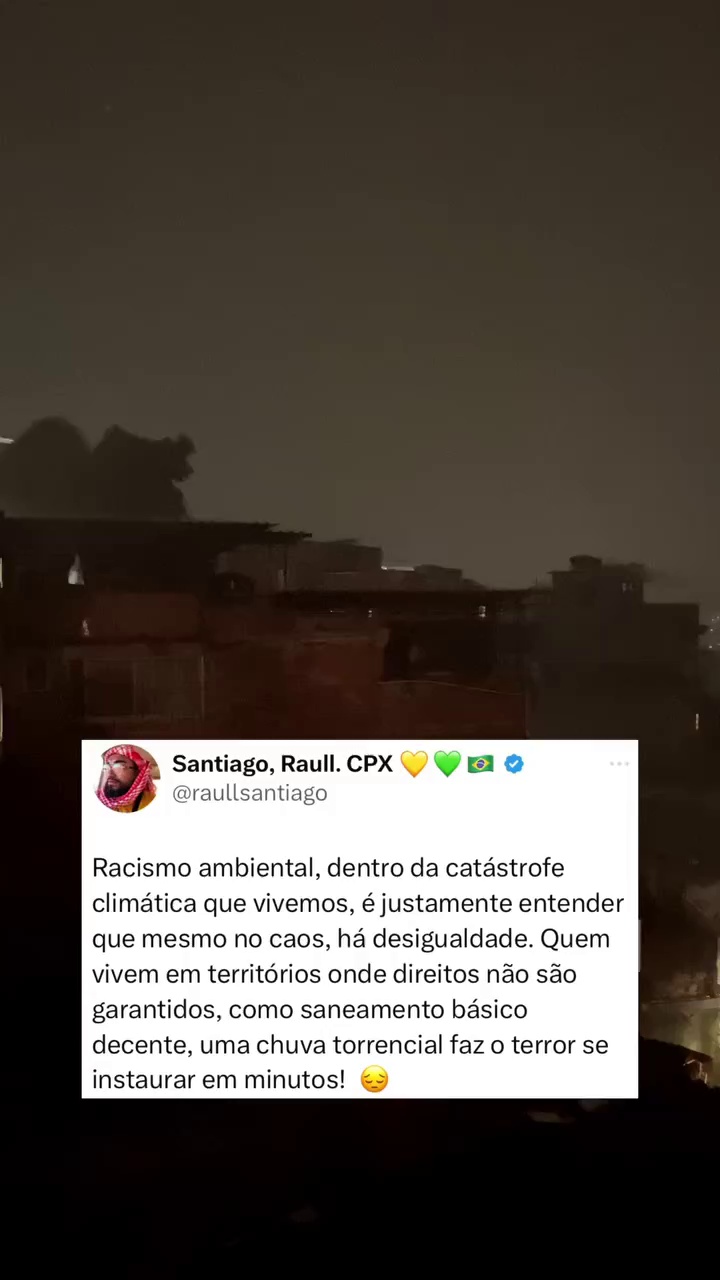 Santiago, Raull. CPX 💛💚🇧🇷
@raullsantiago
Racismo ambiental, dentro da catástrofe
climática que vivemos, é justamente entender
que mesmo no caos, há desigualdade. Quem
vivem em territórios onde direitos não são
garantidos, como saneamento básico
decente, uma chuva torrencial faz o terror se
instaurar em minutos! 😔